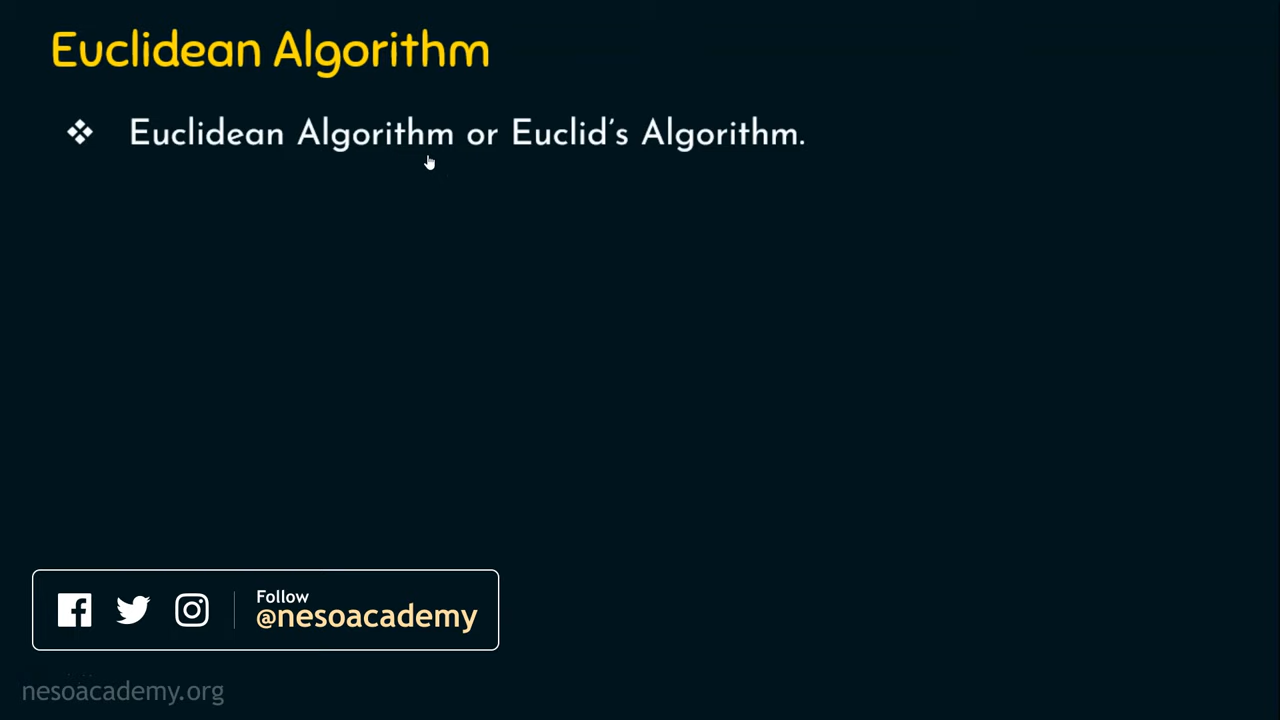 Euclidean Algorithm
❖ Euclidean Algorithm or Euclid's Algorithm.
Follow
@nesoacademy
nesoacademy.org